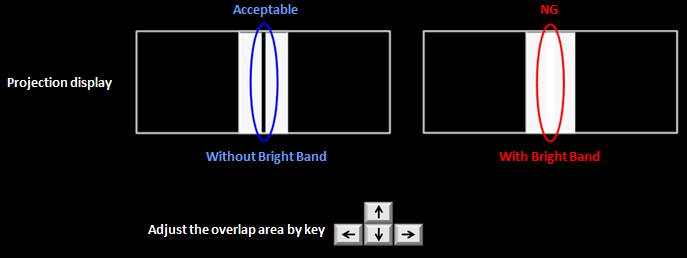 Acceptable
NG
Projection display
Without Bright Band
With Bright Band
Adjust the overlap area by key